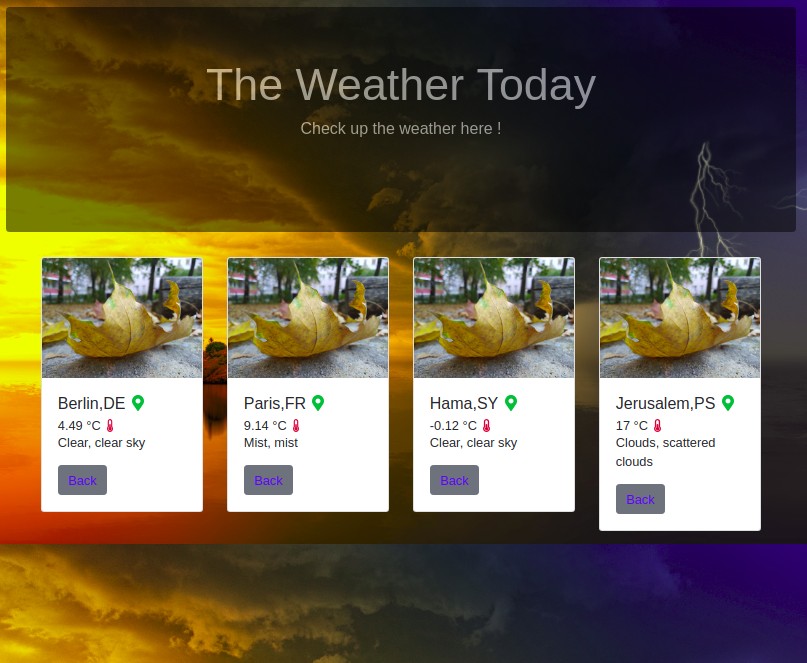 The Weather Today
Check up the weather here !
Berlin,DE
4.49 °C
Clear, clear sky
Back
Paris,FR
9.14 °C
Mist, mist
Back
Hama,SY
-0.12 °C
Clear, clear sky
Back
Jerusalem,PS
17 °C
Clouds, scattered
clouds
Back